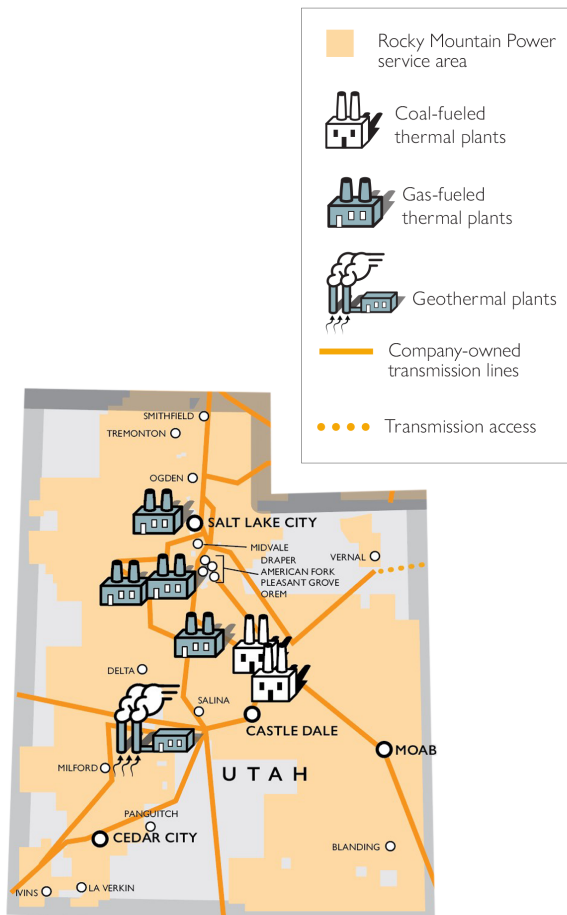 Rocky Mountain Power
service area
Coal-fueled
thermal plants
Gas-fueled
thermal plants
Geothermal plants
Company-owned
transmission lines
Transmission access
SMITHFIELD
TREMONTON
OGDEN
SALT LAKE CITY
MIDVALE
DRAPER
AMERICAN FORK
PLEASANT GROVE
OREM
VERNAL
DELTA
SALINA
CASTLE DALE
MOAB
MILFORD
UTAH
PANGUITCH
CEDAR CITY
BLANDING
IVINS
LA VERKIN